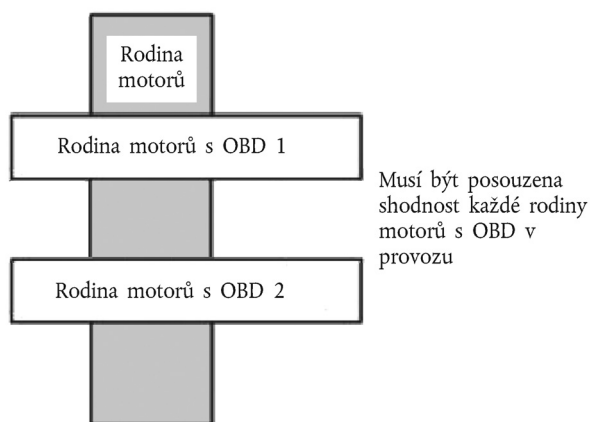 Rodina
motorů
Rodina motorů s OBD 1
Musí být posouzena
shodnost každé rodiny
motorů s OBD v
provozu
Rodina motorů s OBD 2